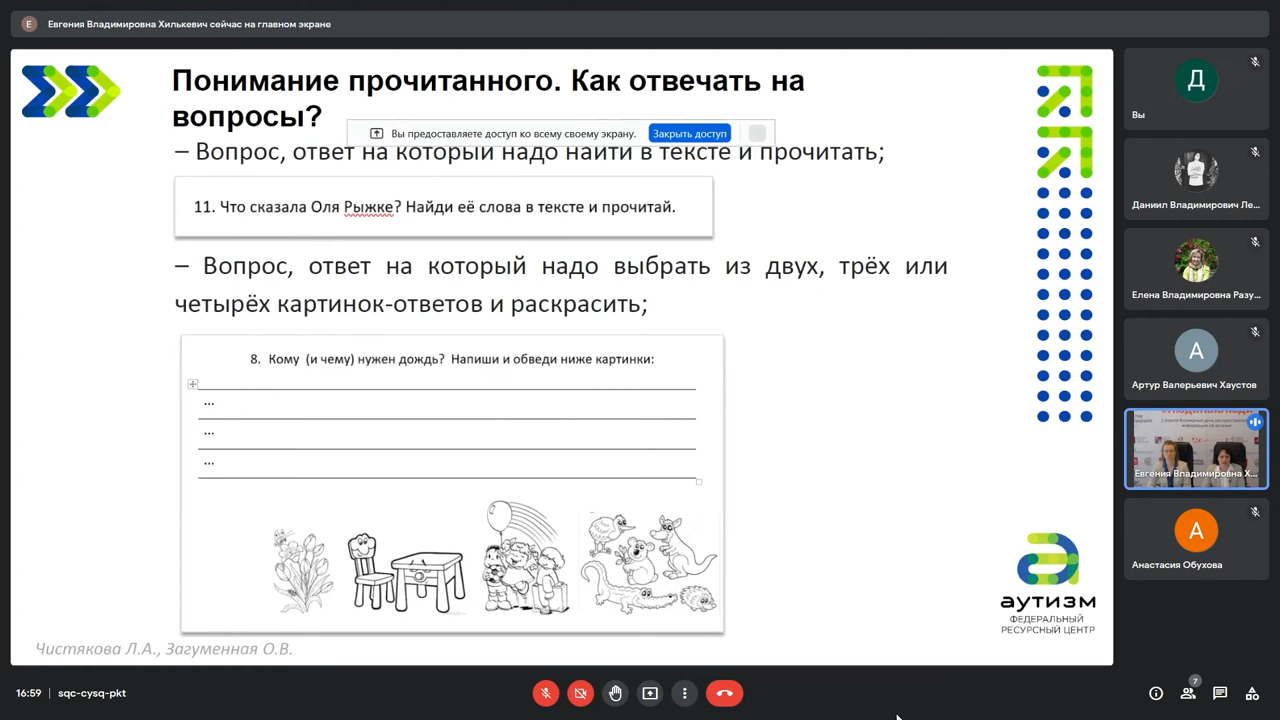 Е Евгения Владимировна Хилькевич сейчас на главном экране
Понимание прочитанного. Как отвечать на
вопросы?
Вы предоставляете доступ ко всему своему экрану. Закрыть доступ
– Вопрос, ответ на который надо найти в тексте и прочитать;
11. Что сказала Оля Рыжке? Найди её слова в тексте и прочитай.
– Вопрос, ответ на который надо выбрать из двух, трёх или
четырёх картинок-ответов и раскрасить;
8. Кому (и чему) нужен дождь? Напиши и обведи ниже картинки:
...
...
...
аутизм
ФЕДЕРАЛЬНЫЙ
РЕСУРСНЫЙ ЦЕНТР
Чистякова Л.А., Загуменная О.В.
Д
Вы
Даниил Владимирович Ле...
Елена Владимировна Разу...
А
Артур Валерьевич Хаустов
Евгения Владимировна Х...
А
Анастасия Обухова
16:59 | sqc-cysq-pkt
7